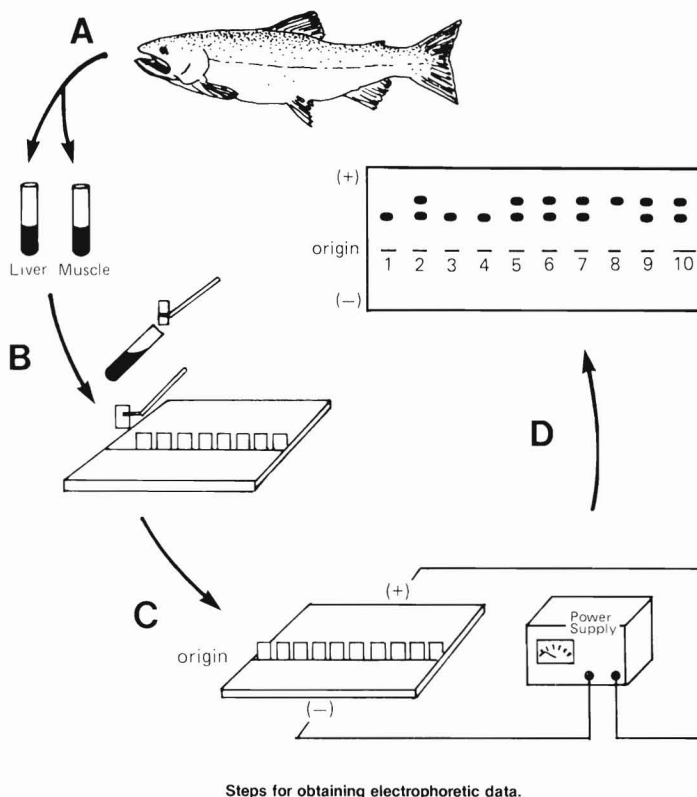 A
(+)
origin
1 2 3 4 5 6 7 8 9 10
(−)
Liver Muscle
B
D
C
(+)
Power
Supply
origin
(−)
Steps for obtaining electrophoretic data.